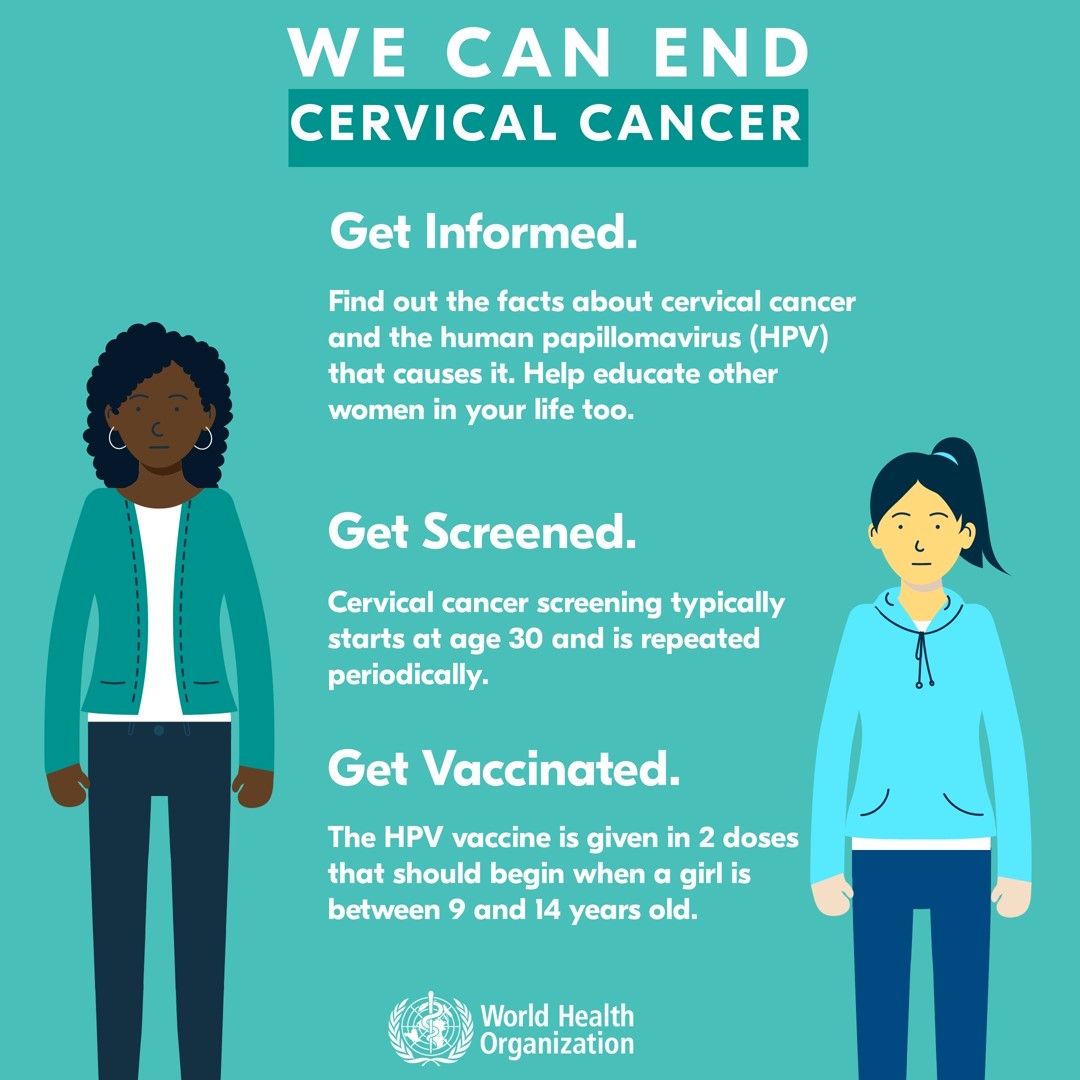 WE CAN END
CERVICAL CANCER
Get Informed.
Find out the facts about cervical cancer
and the human papillomavirus (HPV)
that causes it. Help educate other
women in your life too.
Get Screened.
Cervical cancer screening typically
starts at age 30 and is repeated
periodically.
Get Vaccinated.
The HPV vaccine is given in 2 doses
that should begin when a girl is
between 9 and 14 years old.
World Health
Organization